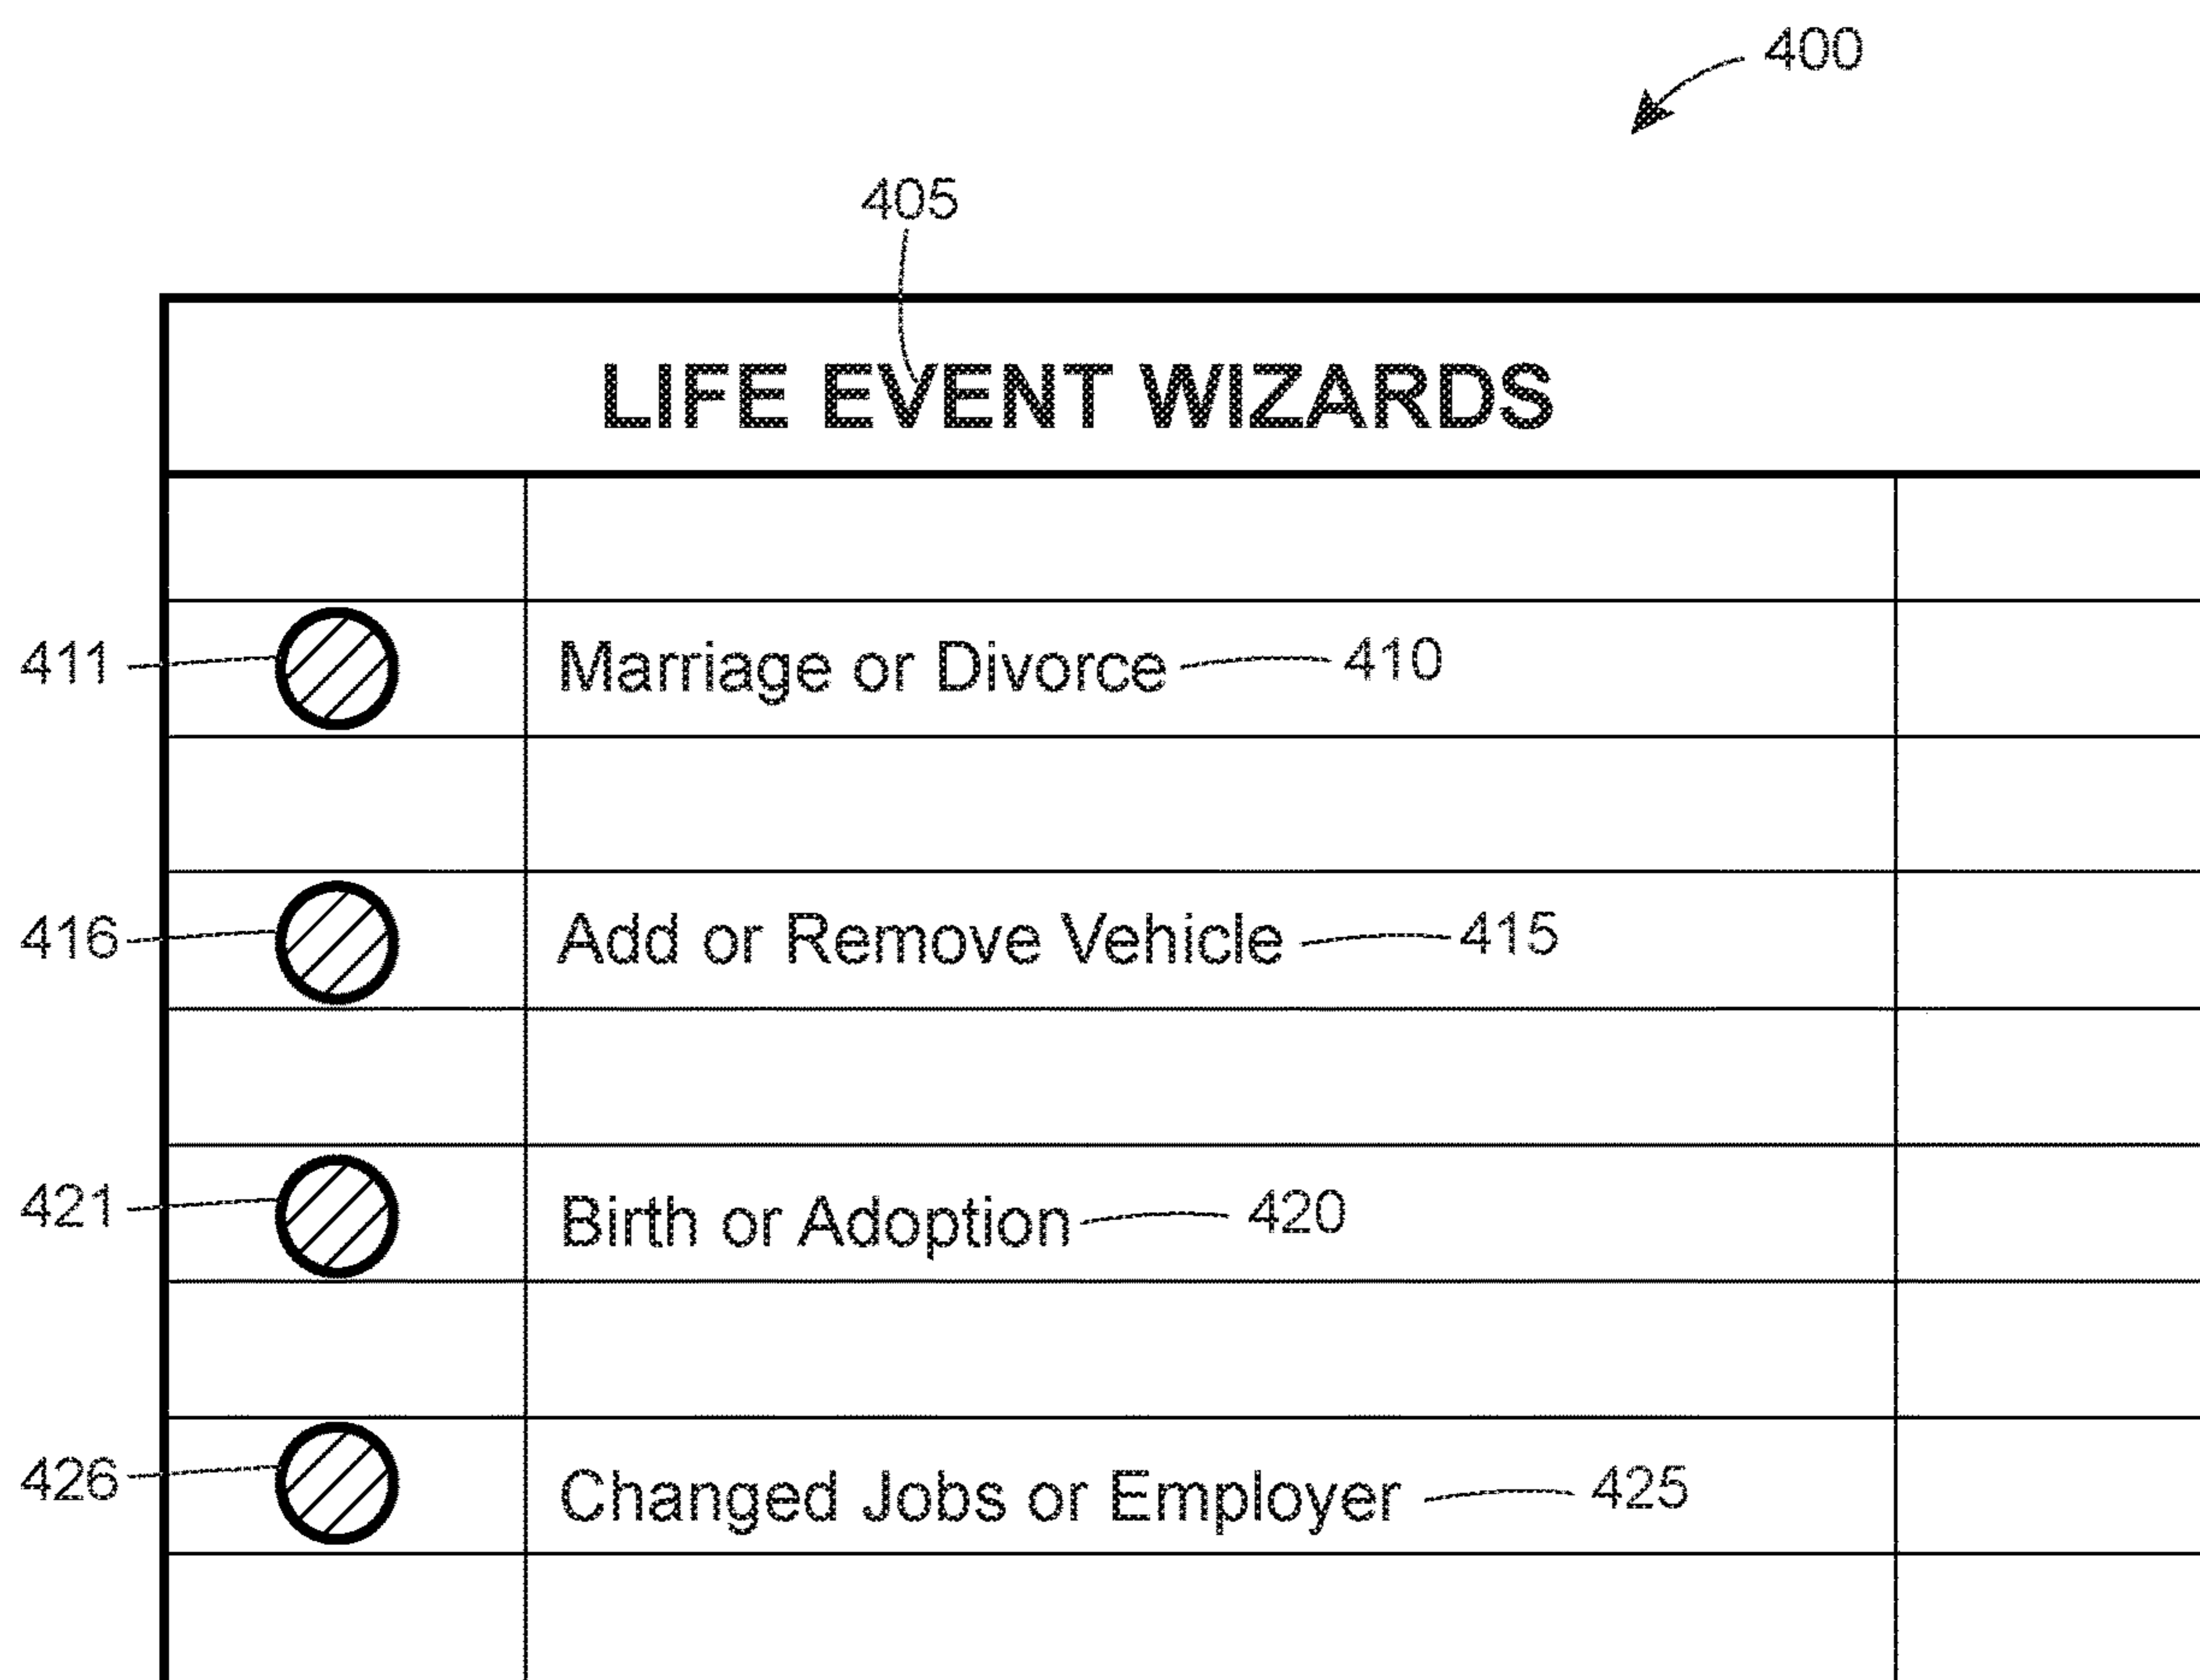 400
405
LIFE EVENT WIZARDS
411 Marriage or Divorce 410
416 Add or Remove Vehicle 415
421 Birth or Adoption 420
426 Changed Jobs or Employer 425